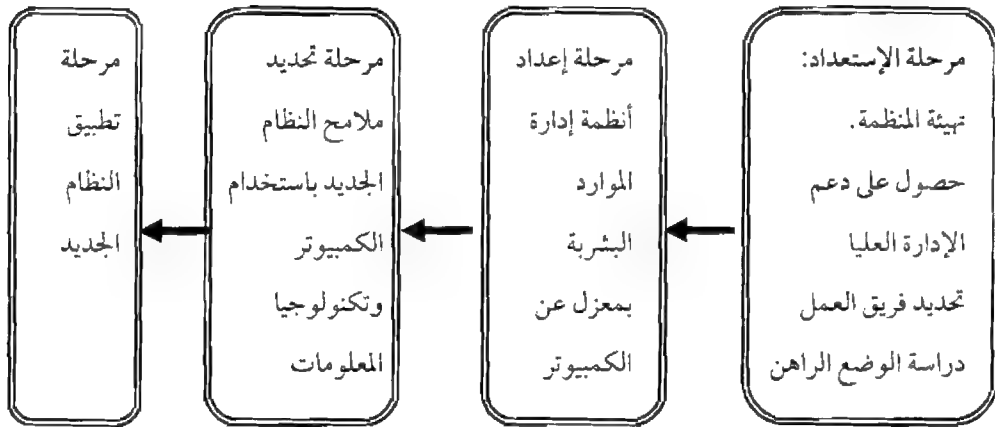 مرحلة الإستعداد:
تهيئة المنظمة.
حصول على دعم
الإدارة العليا
تحديد فريق العمل
دراسة الوضع الراهن
مرحلة إعداد
أنظمة إدارة
الموارد
البشربة
بمعزل عن
الكمبيوتر
مرحلة تحديد
ملامح النظام
الجديد باستخدام
الكمبيوتر
وتكنولوجيا
المعلومات
مرحلة
تطبيق
النظام
الجديد